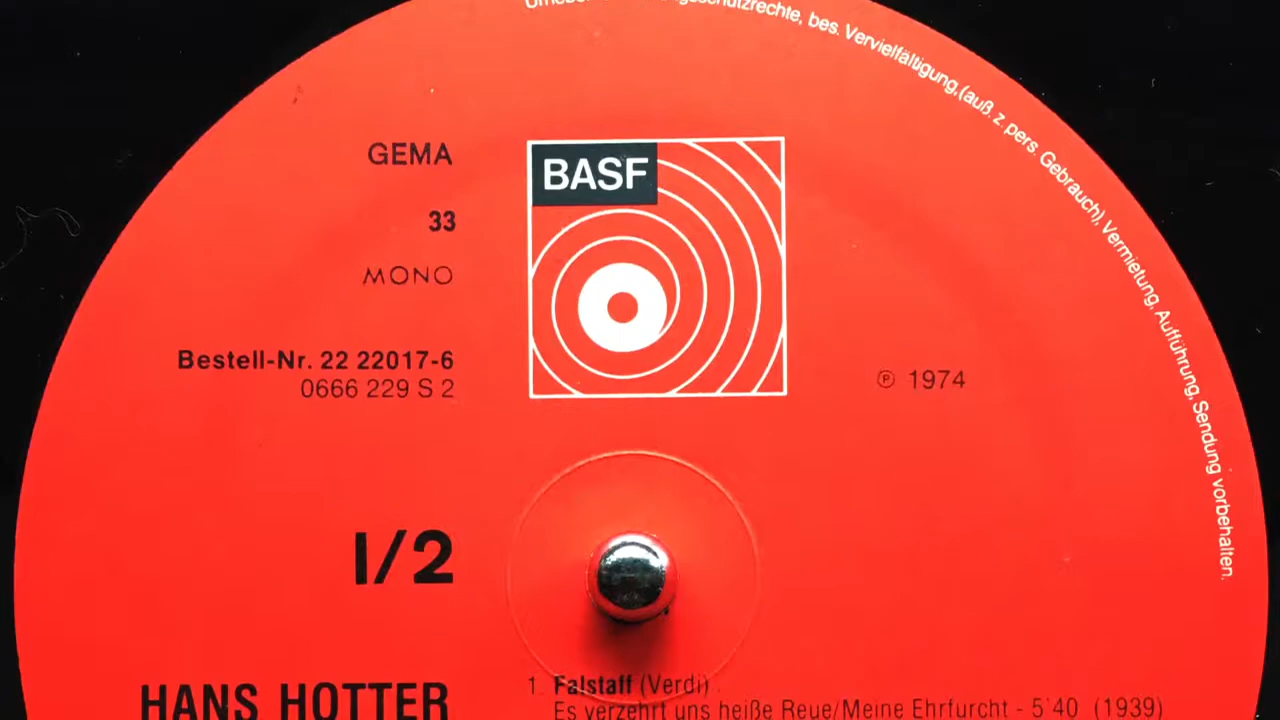 bes. Vervielfältigung, (auß. z. pers. Gebrauch), Vermietung, Aufführung, Sendung vorbehalten.
GEMA
BASF
33
MONO
Bestell-Nr. 22 22017-6
0666 229 S 2
℗ 1974
1/2
HANS HOTTER
1. Falstaff (Verdi)
Es verzehrt uns heiße Reue/Meine Ehrfurcht - 5'40 (1939)